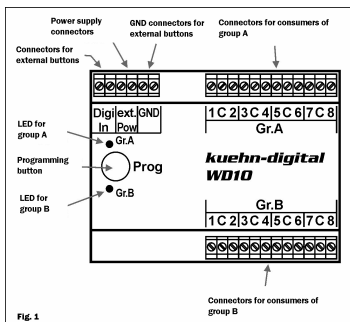 Power supply
connectors
GND connectors for
external buttons
Connectors for consumers of
group A
Connectors for
external buttons
Digi ext. GND
In Pow
1 C 2 3 C 4 5 C 6 7 C 8
Gr.A
LED for
group A
Gr.A
Programming
button
Prog
kuehn-digital
WD10
LED for
group B
Gr.B
Gr.B
1 C 2 3 C 4 5 C 6 7 C 8
Connectors for consumers of
group B
Fig. 1